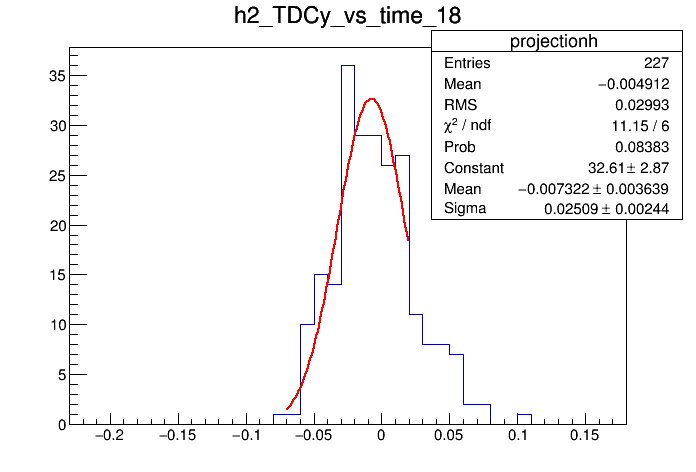 h2_TDCy_vs_time_18
projectionh
Entries 227
Mean −0.004912
RMS 0.02993
χ² / ndf 11.15 / 6
Prob 0.08383
Constant 32.61 ± 2.87
Mean −0.007322 ± 0.003639
Sigma 0.02509 ± 0.00244
35
30
25
20
15
10
5
0
−0.2 −0.15 −0.1 −0.05 0 0.05 0.1 0.15